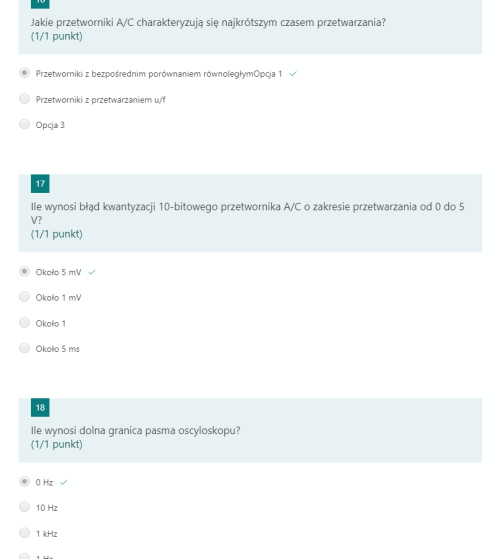 16
Jakie przetworniki A/C charakteryzują się najkrótszym czasem przetwarzania?
(1/1 punkt)
Przetworniki z bezpośrednim porównaniem równoległymOpcja 1
Przetworniki z przetwarzaniem u/f
Opcja 3
17
Ile wynosi błąd kwantyzacji 10-bitowego przetwornika A/C o zakresie przetwarzania od 0 do 5
V?
(1/1 punkt)
Około 5 mV
Około 1 mV
Około 1
Około 5 ms
18
Ile wynosi dolna granica pasma oscyloskopu?
(1/1 punkt)
0 Hz
10 Hz
1 kHz
1 Hz